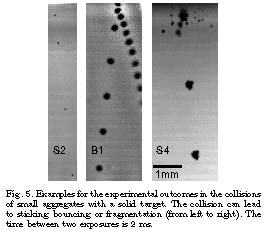 S2
B1
S4
1mm
Fig. 5. Examples for the experimental outcomes in the collisions
of small aggregates with a solid target. The collision can lead
to sticking, bouncing or fragmentation (from left to right). The
time between two exposures is 2 ms.